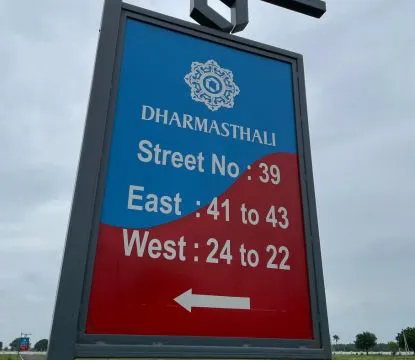 DHARMASTHALI
Street No : 39
East : 41 to 43
West : 24 to 22